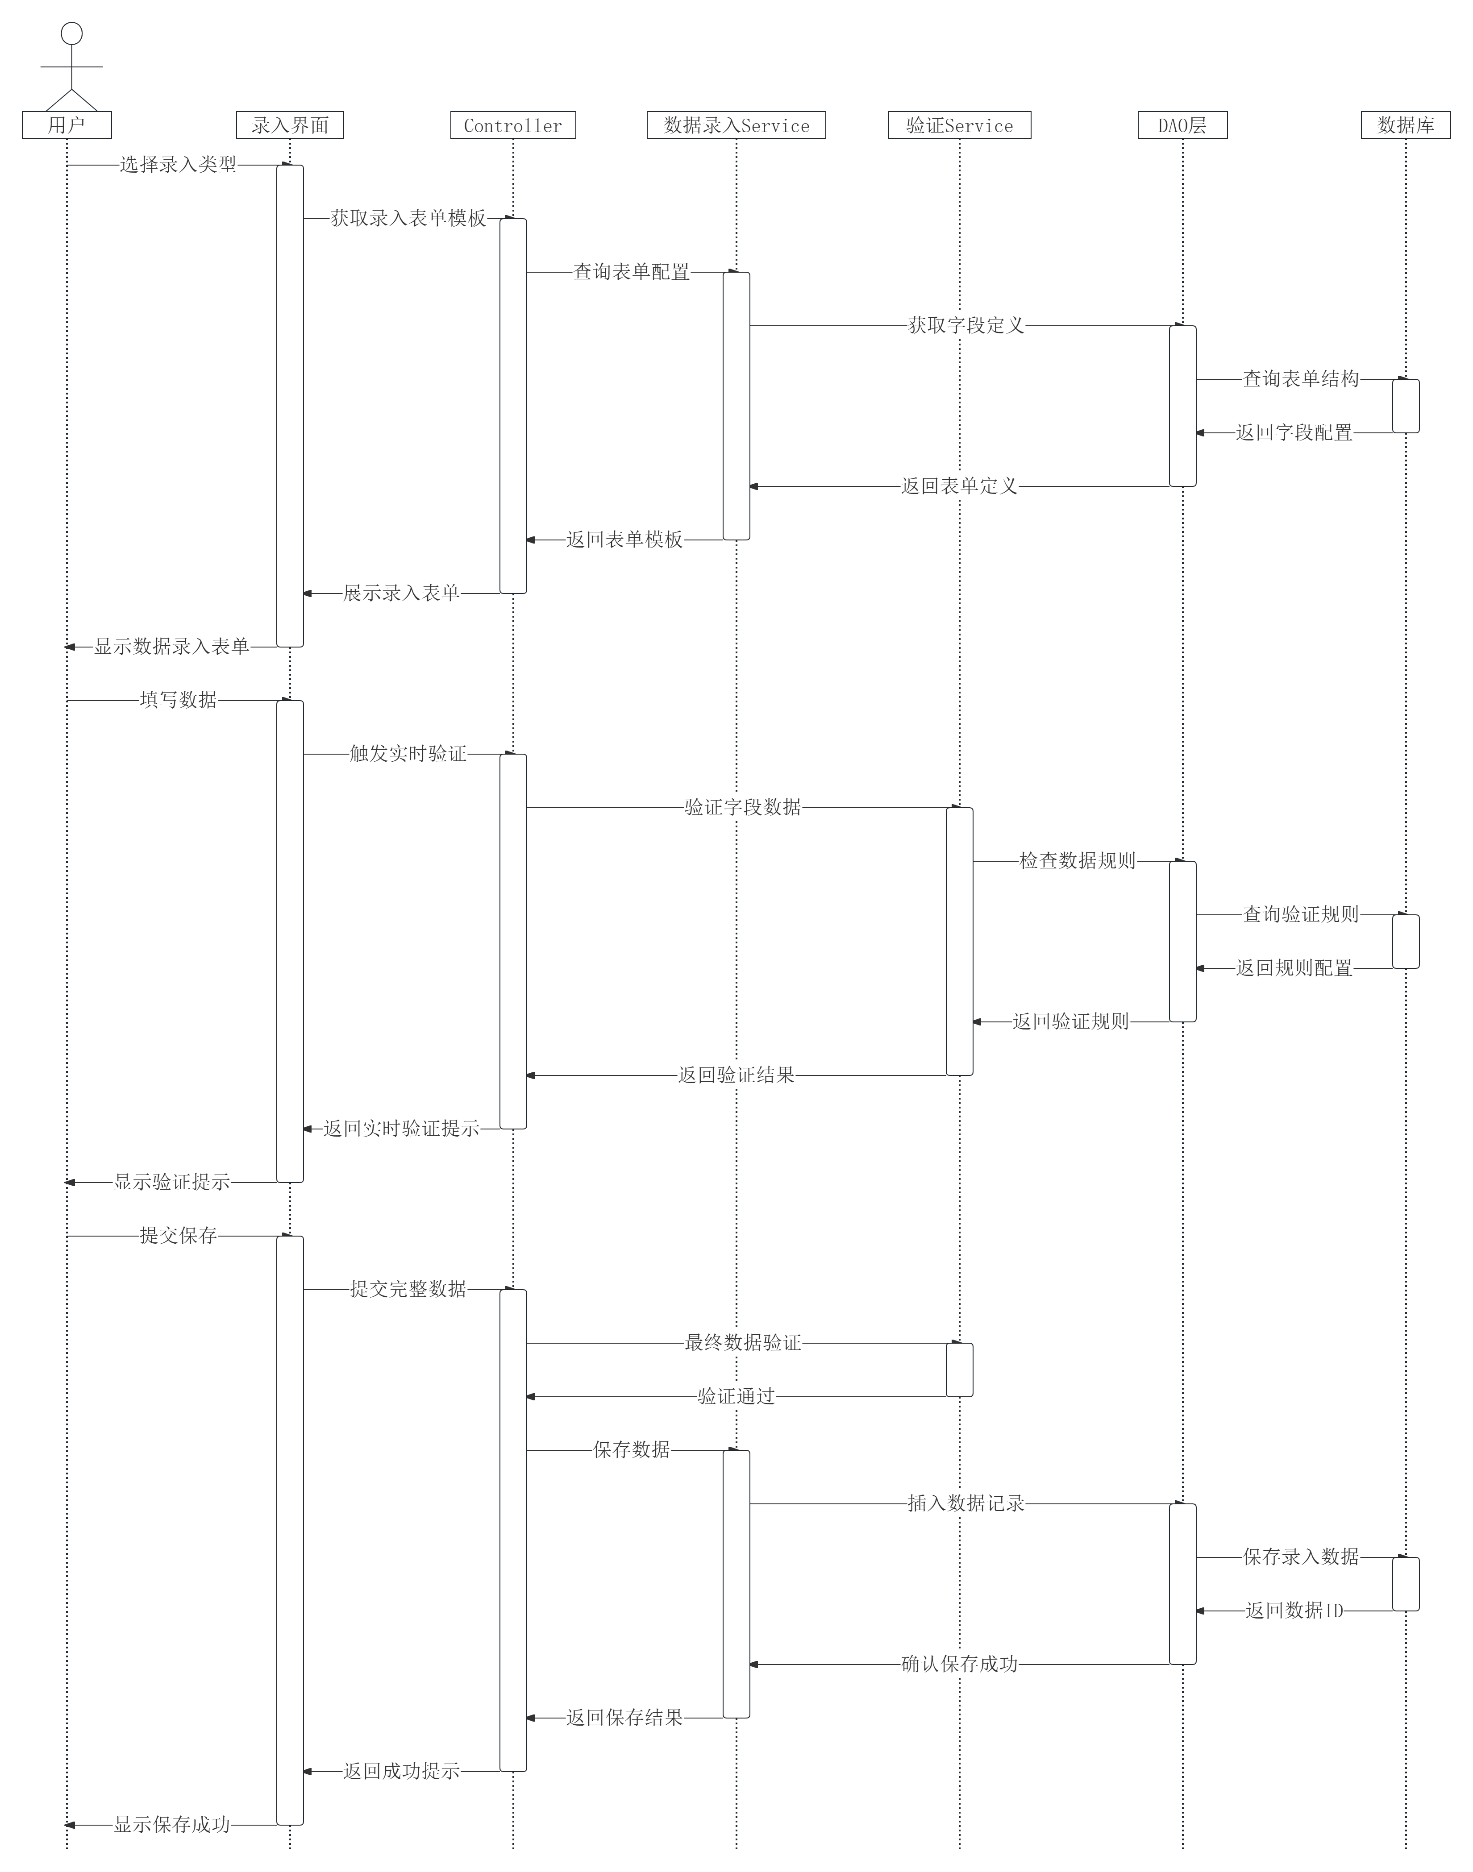 用户
录入界面
Controller
数据录入Service
验证Service
DAO层
数据库
选择录入类型
获取录入表单模板
查询表单配置
获取字段定义
查询表单结构
返回字段配置
返回表单定义
返回表单模板
展示录入表单
显示数据录入表单
填写数据
触发实时验证
验证字段数据
检查数据规则
查询验证规则
返回规则配置
返回验证规则
返回验证结果
返回实时验证提示
显示验证提示
提交保存
提交完整数据
最终数据验证
验证通过
保存数据
插入数据记录
保存录入数据
返回数据ID
确认保存成功
返回保存结果
返回成功提示
显示保存成功